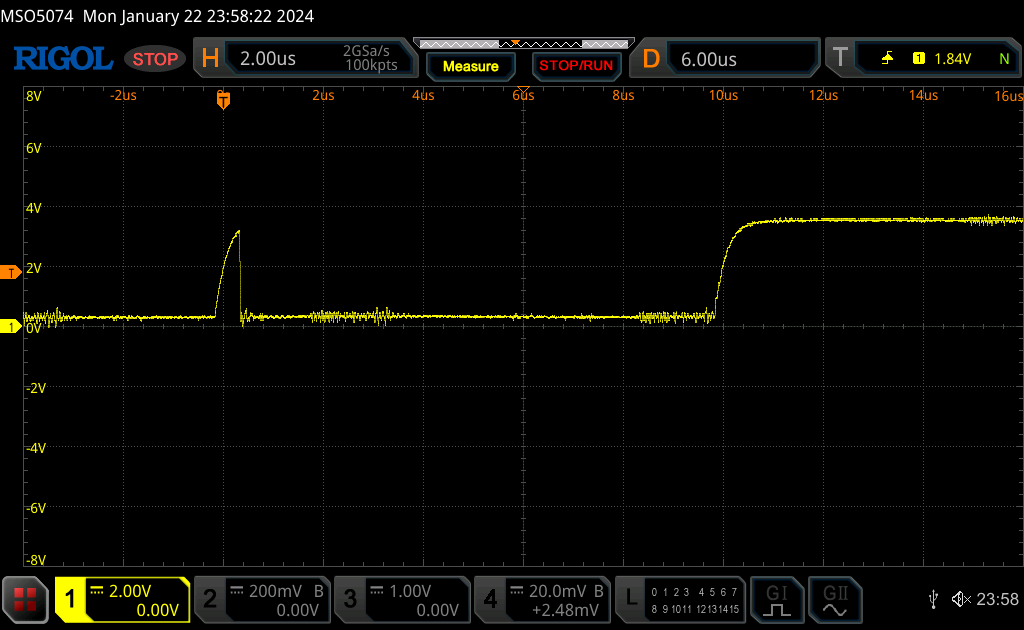 MSO5074 Mon January 22 23:58:22 2024
RIGOL STOP H 2.00us 2GSa/s 100kpts Measure STOP/RUN D 6.00us T 1 1.84V N
8V -2us 2us 4us 6us 8us 10us 12us 14us 16us
T
6V
4V
T 2V
1 0V
-2V
-4V
-6V
-8V
1 2.00V 0.00V 2 200mV B 0.00V 3 1.00V 0.00V 4 20.0mV B +2.48mV L 0 1 2 3 4 5 6 7 8 9 10 11 12 13 14 15 GI GII 23:58